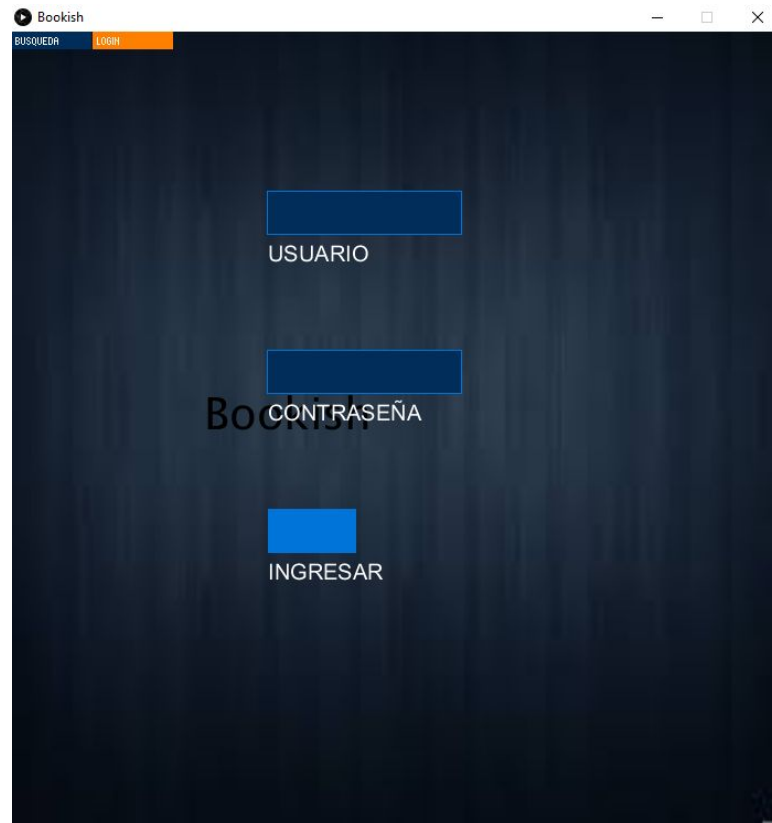 Bookish
BUSQUEDA LOGIN
USUARIO
Bookish
CONTRASEÑA
INGRESAR